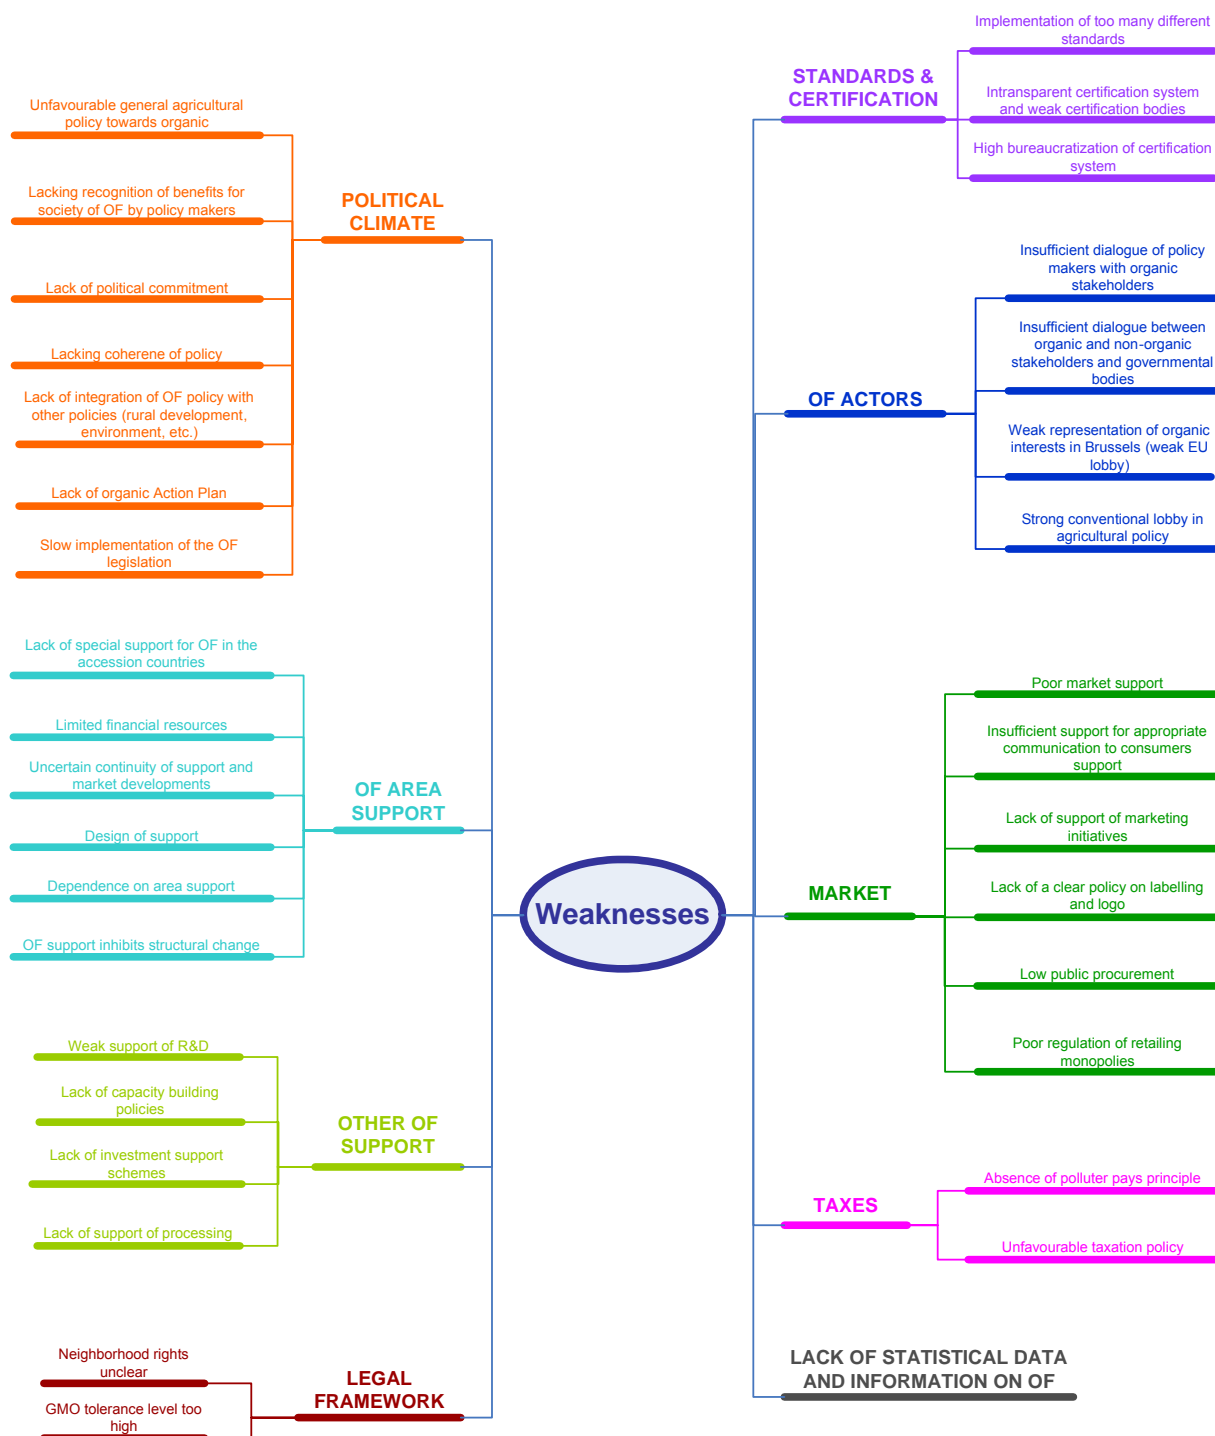 Unfavourable general agricultural
policy towards organic
Lacking recognition of benefits for
society of OF by policy makers
Lack of political commitment
Lacking coherene of policy
Lack of integration of OF policy with
other policies (rural development,
environment, etc.)
Lack of organic Action Plan
Slow implementation of the OF
legislation
POLITICAL
CLIMATE
Lack of special support for OF in the
accession countries
Limited financial resources
Uncertain continuity of support and
market developments
Design of support
Dependence on area support
OF support inhibits structural change
OF AREA
SUPPORT
Weak support of R&D
Lack of capacity building
policies
Lack of investment support
schemes
Lack of support of processing
OTHER OF
SUPPORT
Neighborhood rights
unclear
GMO tolerance level too
high
LEGAL
FRAMEWORK
Weaknesses
STANDARDS &
CERTIFICATION
Implementation of too many different
standards
Intransparent certification system
and weak certification bodies
High bureaucratization of certification
system
OF ACTORS
Insufficient dialogue of policy
makers with organic
stakeholders
Insufficient dialogue between
organic and non-organic
stakeholders and governmental
bodies
Weak representation of organic
interests in Brussels (weak EU
lobby)
Strong conventional lobby in
agricultural policy
MARKET
Poor market support
Insufficient support for appropriate
communication to consumers
support
Lack of support of marketing
initiatives
Lack of a clear policy on labelling
and logo
Low public procurement
Poor regulation of retailing
monopolies
TAXES
Absence of polluter pays principle
Unfavourable taxation policy
LACK OF STATISTICAL DATA
AND INFORMATION ON OF